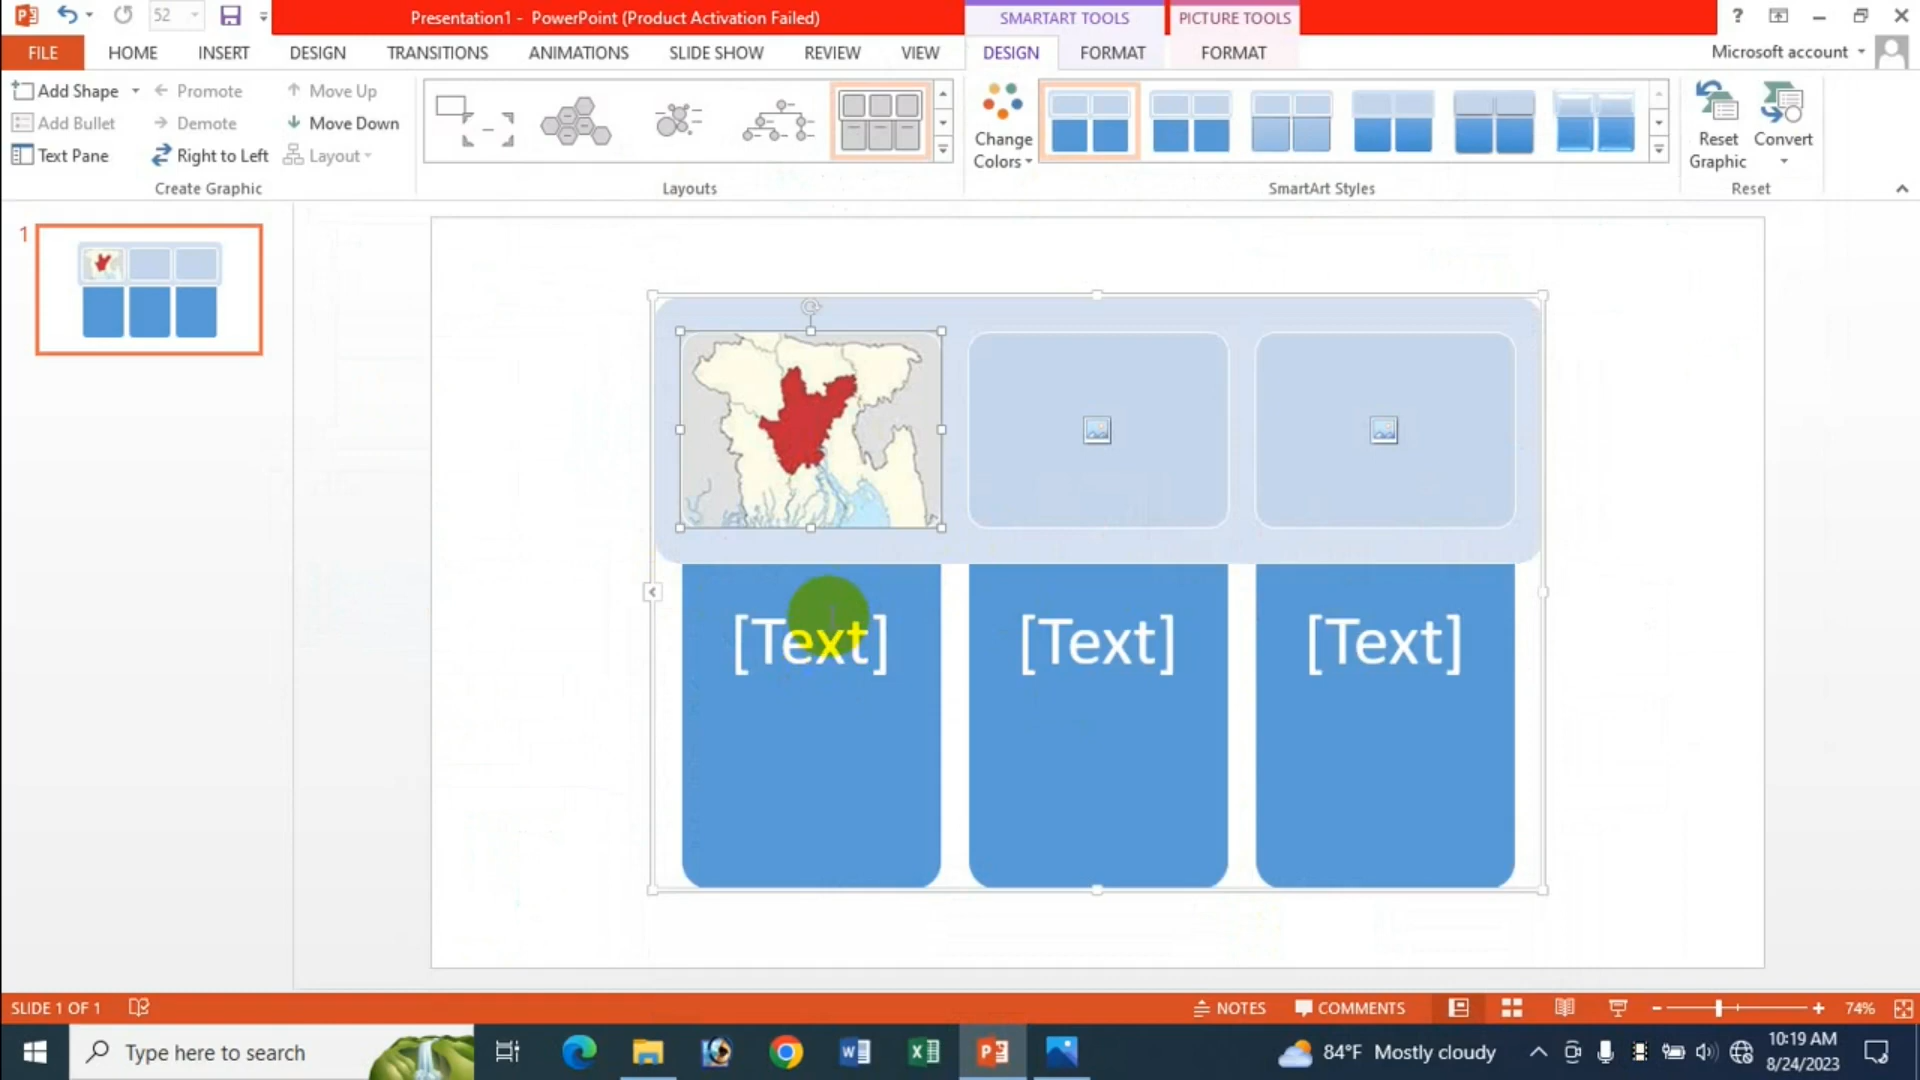 52
Presentation1 - PowerPoint (Product Activation Failed)
SMARTART TOOLS
PICTURE TOOLS
?
FILE
HOME
INSERT
DESIGN
TRANSITIONS
ANIMATIONS
SLIDE SHOW
REVIEW
VIEW
DESIGN
FORMAT
FORMAT
Microsoft account
Add Shape
Promote
Move Up
Add Bullet
Demote
Move Down
Text Pane
Right to Left
Layout
Create Graphic
Layouts
Change
Colors
SmartArt Styles
Reset
Graphic
Convert
Reset
1
[Text]
[Text]
[Text]
SLIDE 1 OF 1
NOTES
COMMENTS
74%
Type here to search
84°F Mostly cloudy
10:19 AM
8/24/2023